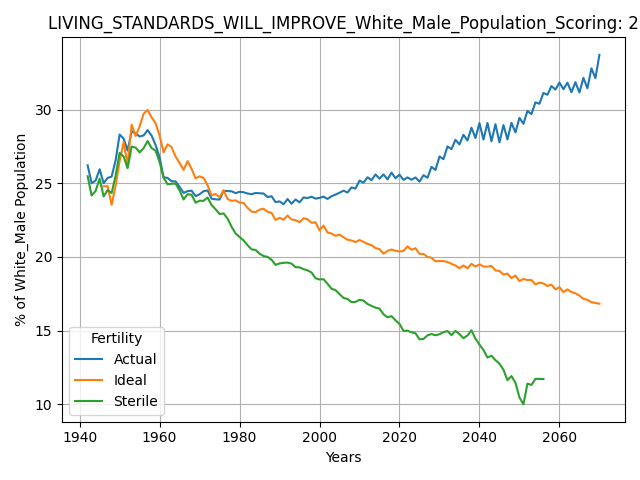 LIVING_STANDARDS_WILL_IMPROVE_White_Male_Population_Scoring: 2
% of White_Male Population
30
25
20
15
10
Fertility
Actual
Ideal
Sterile
1940 1960 1980 2000 2020 2040 2060
Years